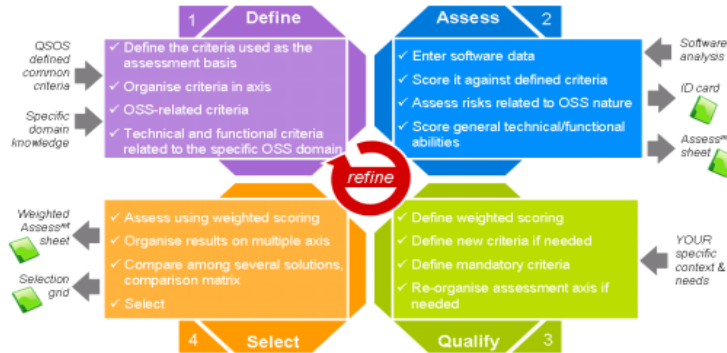 1 Define
QSOS
defined
common
criteria
Specific
domain
knowledge
✓ Define the criteria used as the
assessment basis
✓ Organise criteria in axis
✓ OSS-related criteria
✓ Technical and functional criteria
related to the specific OSS domain
Assess 2
✓ Enter software data
✓ Score it against defined criteria
✓ Assess risks related to OSS nature
✓ Score general technical/functional
abilities
Software
analysis
ID card
Assessmt
sheet
refine
Weighted
Assessmt
sheet
Selection
grid
✓ Assess using weighted scoring
✓ Organise results on multiple axis
✓ Compare among several solutions,
comparison matrix
✓ Select
4 Select
✓ Define weighted scoring
✓ Define new criteria if needed
✓ Define mandatory criteria
✓ Re-organise assessment axis if
needed
YOUR
specific
context &
needs
Qualify 3